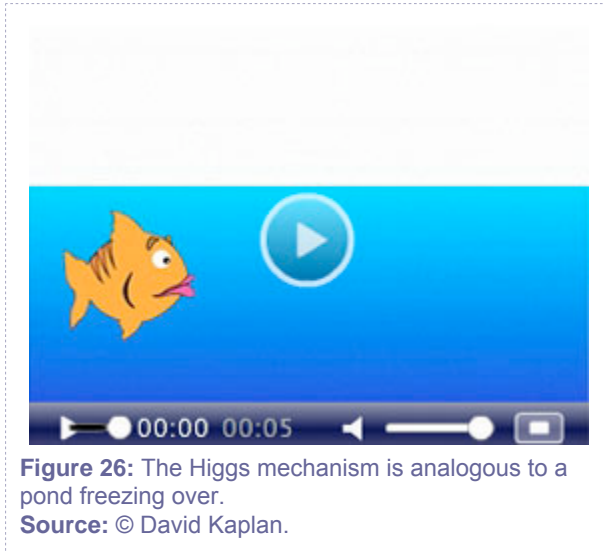 00:00 00:05
Figure 26: The Higgs mechanism is analogous to a
pond freezing over.
Source: © David Kaplan.